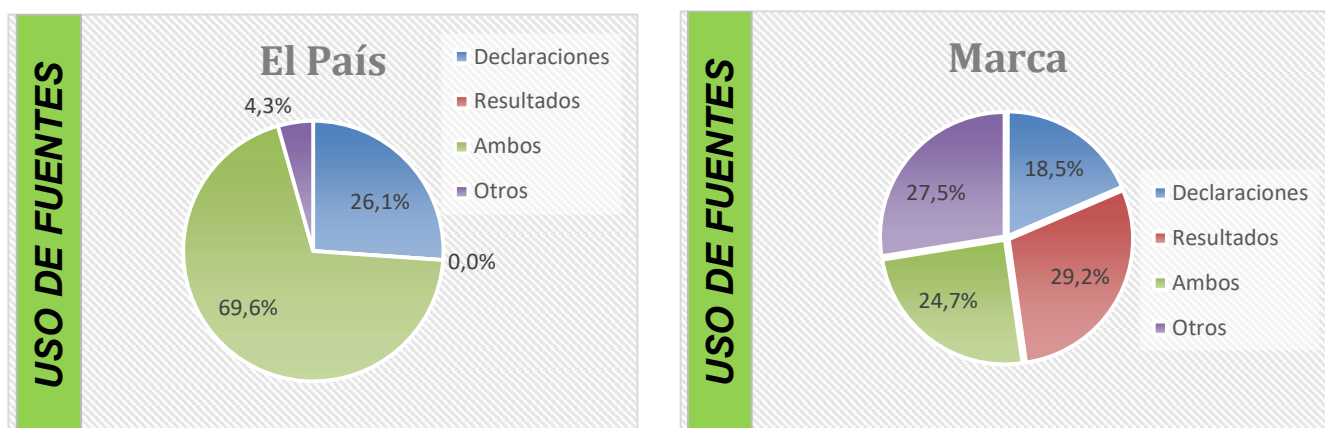 USO DE FUENTES
El País
Declaraciones
Resultados
Ambos
Otros
4,3%
26,1%
0,0%
69,6%
USO DE FUENTES
Marca
Declaraciones
Resultados
Ambos
Otros
18,5%
27,5%
29,2%
24,7%